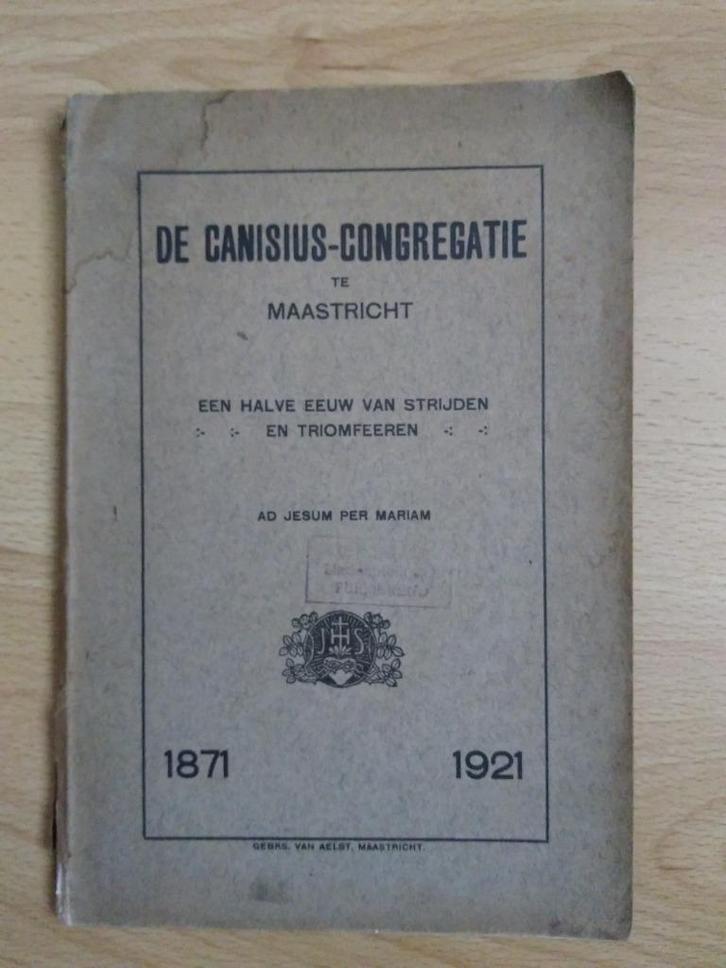 DE CANISIUS-CONGREGATIE
TE
MAASTRICHT
EEN HALVE EEUW VAN STRIJDEN
:- :- EN TRIOMFEEREN -: -:
AD JESUM PER MARIAM
JHS
1871 1921
GEBRS. VAN AELST, MAASTRICHT.